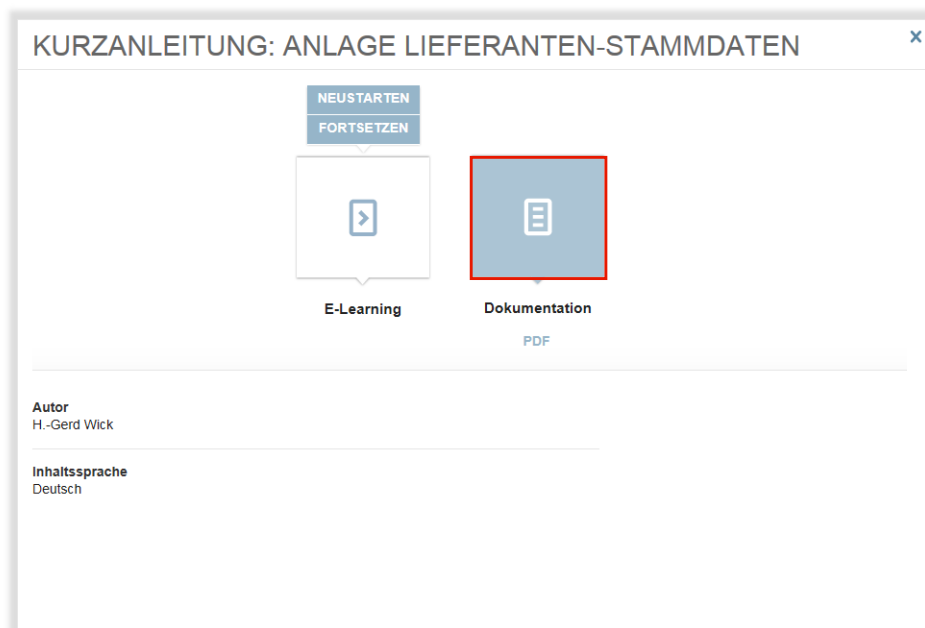 KURZANLEITUNG: ANLAGE LIEFERANTEN-STAMMDATEN
NEUSTARTEN
FORTSETZEN
E-Learning
Dokumentation
PDF
Autor
H.-Gerd Wick
Inhaltssprache
Deutsch